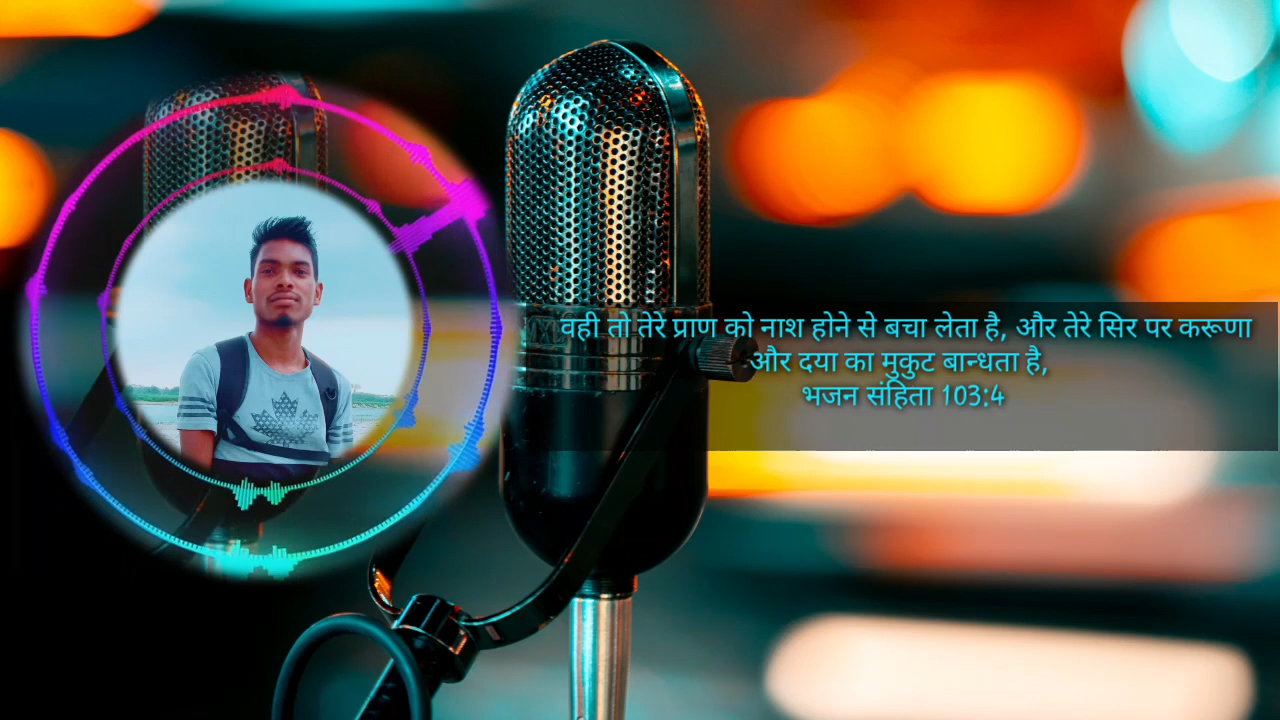 वही तो तेरे प्राण को नाश होने से बचा लेता है, और तेरे सिर पर करूणा
और दया का मुकुट बान्धता है,
भजन संहिता 103:4